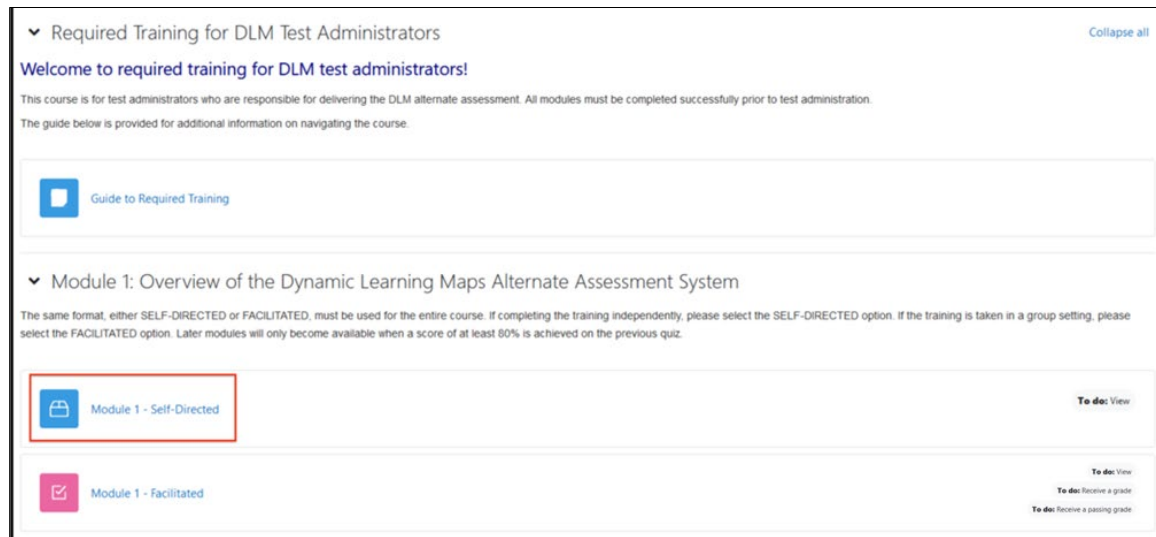 Required Training for DLM Test Administrators
Collapse all
Welcome to required training for DLM test administrators!
This course is for test administrators who are responsible for delivering the DLM alternate assessment. All modules must be completed successfully prior to test administration.
The guide below is provided for additional information on navigating the course.
Guide to Required Training
Module 1: Overview of the Dynamic Learning Maps Alternate Assessment System
The same format, either SELF-DIRECTED or FACILITATED, must be used for the entire course. If completing the training independently, please select the SELF-DIRECTED option. If the training is taken in a group setting, please
select the FACILITATED option. Later modules will only become available when a score of at least 80% is achieved on the previous quiz.
Module 1 - Self-Directed
To do: View
Module 1 - Facilitated
To do: View
To do: Receive a grade
To do: Receive a passing grade